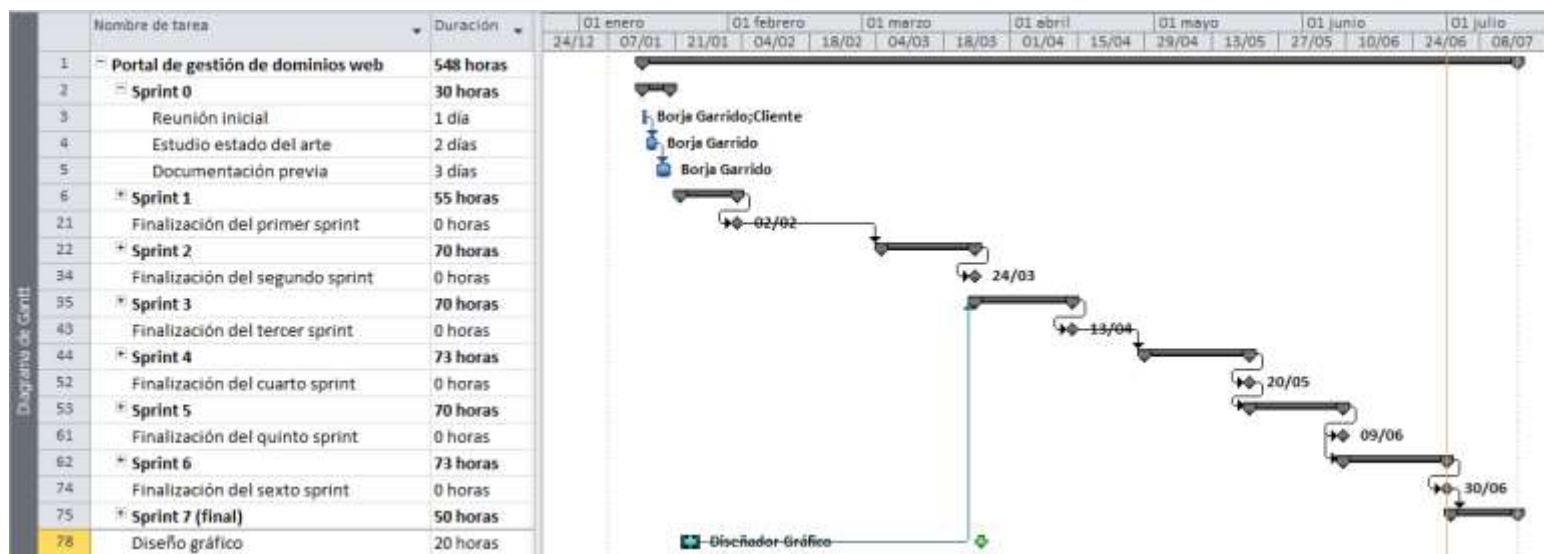 Nombre de tarea Duración 01 enero 01 febrero 01 marzo 01 abril 01 mayo 01 junio 01 julio
24/12 07/01 21/01 04/02 18/02 04/03 18/03 01/04 15/04 29/04 13/05 27/05 10/06 24/06 08/07
1 Portal de gestión de dominios web 548 horas
2 Sprint 0 30 horas
3 Reunión inicial 1 día Borja Garrido;Cliente
4 Estudio estado del arte 2 días Borja Garrido
5 Documentación previa 3 días Borja Garrido
6 Sprint 1 55 horas
21 Finalización del primer sprint 0 horas 02/02
22 Sprint 2 70 horas
34 Finalización del segundo sprint 0 horas 24/03
35 Sprint 3 70 horas
43 Finalización del tercer sprint 0 horas 13/04
44 Sprint 4 73 horas
52 Finalización del cuarto sprint 0 horas 20/05
53 Sprint 5 70 horas
61 Finalización del quinto sprint 0 horas 09/06
62 Sprint 6 73 horas
74 Finalización del sexto sprint 0 horas 30/06
75 Sprint 7 (final) 50 horas
78 Diseño gráfico 20 horas Diseñador Gráfico
Diagrama de Gantt